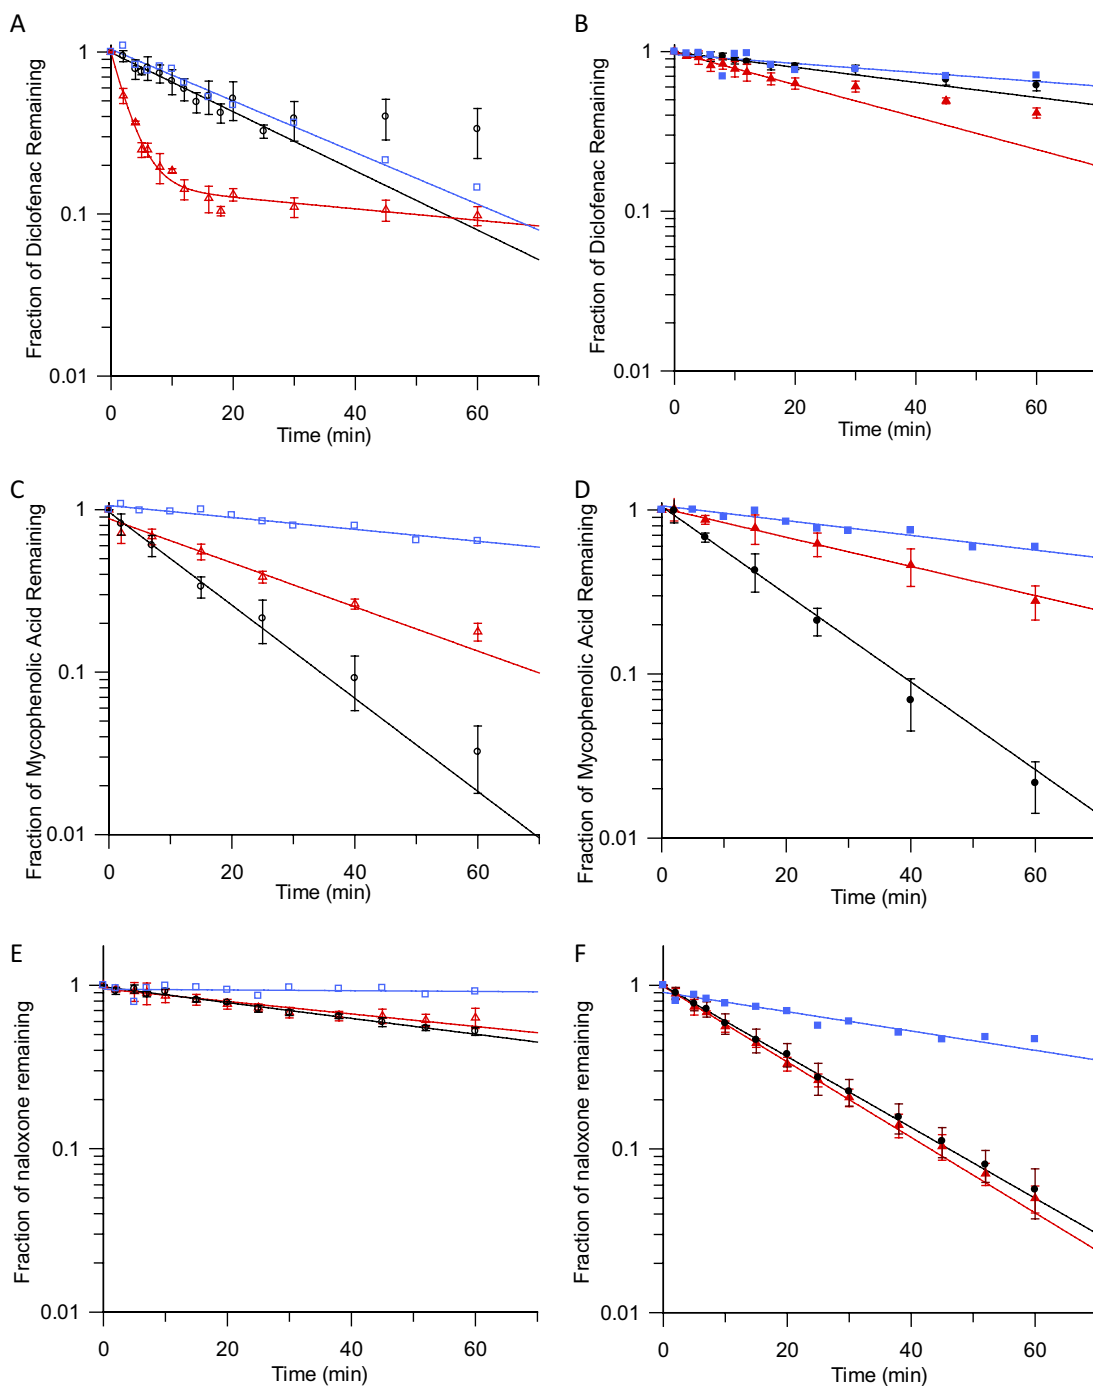 A
Fraction of Diclofenac Remaining
1
0.1
0.01
0
20
40
60
Time (min)
B
Fraction of Diclofenac Remaining
1
0.1
0.01
0
20
40
60
Time (min)
C
Fraction of Mycophenolic Acid Remaining
1
0.1
0.01
0
20
40
60
Time (min)
D
Fraction of Mycophenolic Acid Remaining
1
0.1
0.01
0
20
40
60
Time (min)
E
Fraction of naloxone remaining
1
0.1
0.01
0
20
40
60
Time (min)
F
Fraction of naloxone remaining
1
0.1
0.01
0
20
40
60
Time (min)